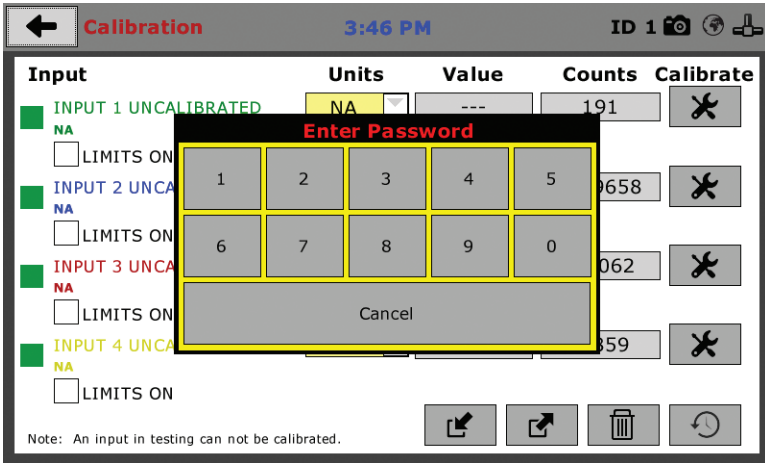 Calibration 3:46 PM ID 1
Input Units Value Counts Calibrate
INPUT 1 UNCALIBRATED NA --- 191
NA
Enter Password
LIMITS ON
1 2 3 4 5
INPUT 2 UNCA 9658
NA
LIMITS ON
6 7 8 9 0
INPUT 3 UNCA 062
NA
LIMITS ON
Cancel
INPUT 4 UNCA 359
NA
LIMITS ON
Note: An input in testing can not be calibrated.